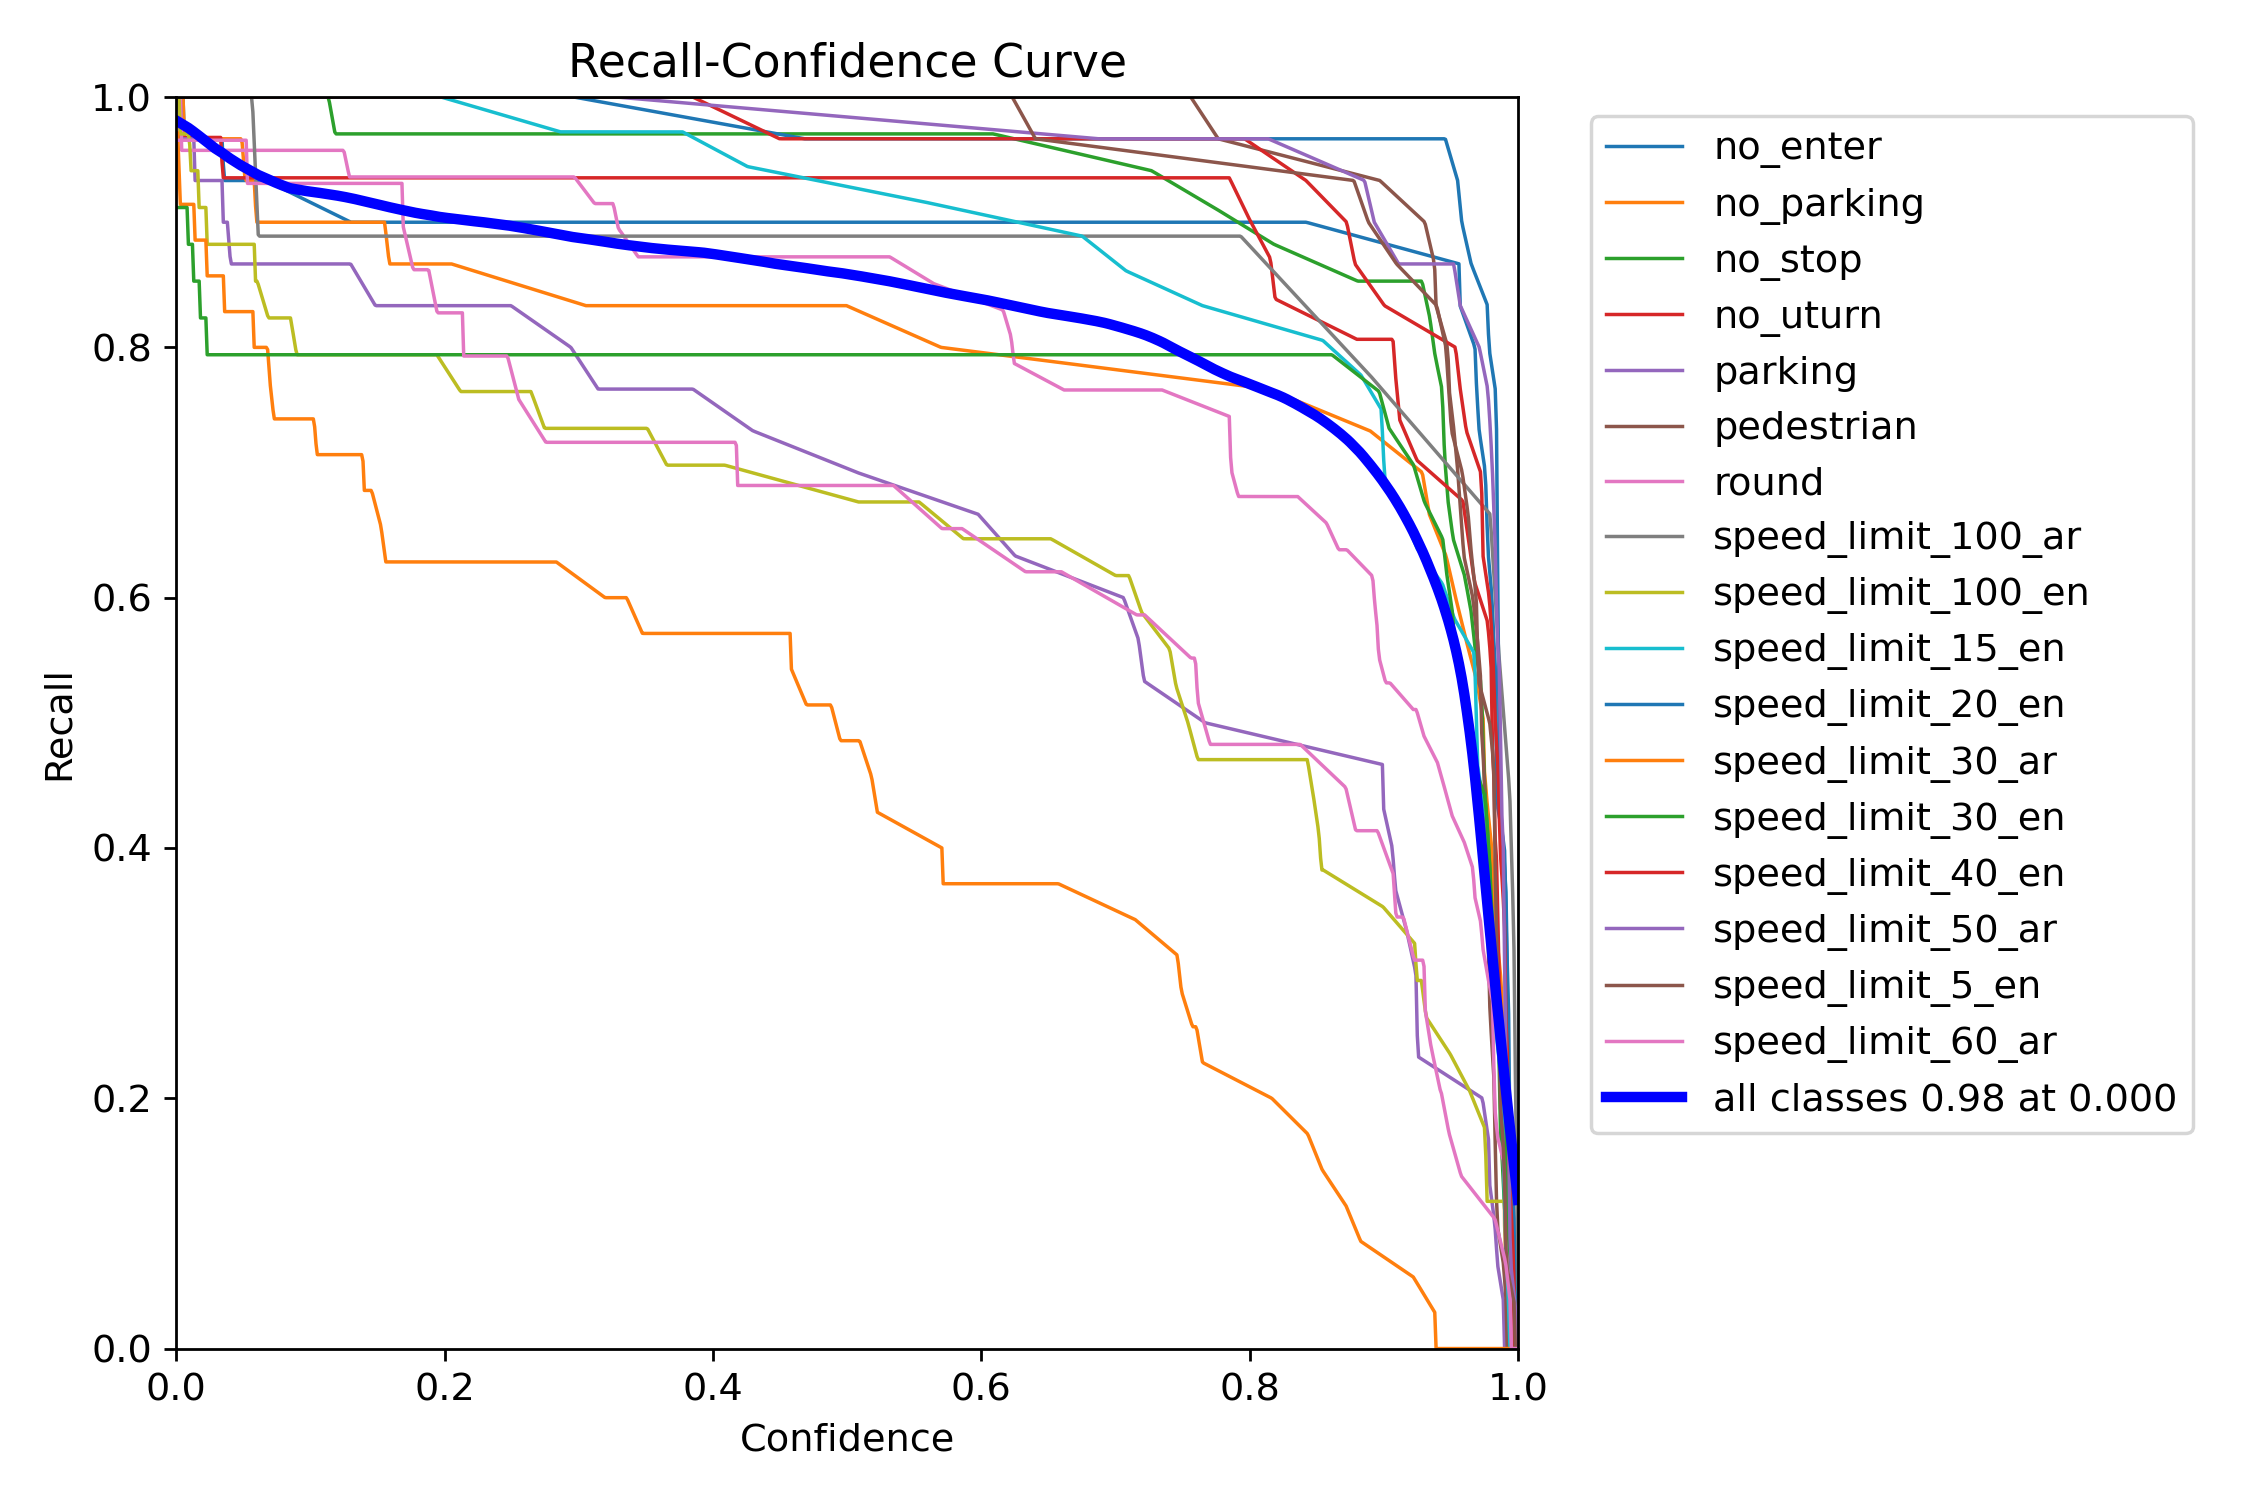 Recall-Confidence Curve
1.0
0.8
0.6
0.4
0.2
0.0
Recall
0.0 0.2 0.4 0.6 0.8 1.0
Confidence
no_enter
no_parking
no_stop
no_uturn
parking
pedestrian
round
speed_limit_100_ar
speed_limit_100_en
speed_limit_15_en
speed_limit_20_en
speed_limit_30_ar
speed_limit_30_en
speed_limit_40_en
speed_limit_50_ar
speed_limit_5_en
speed_limit_60_ar
all classes 0.98 at 0.000